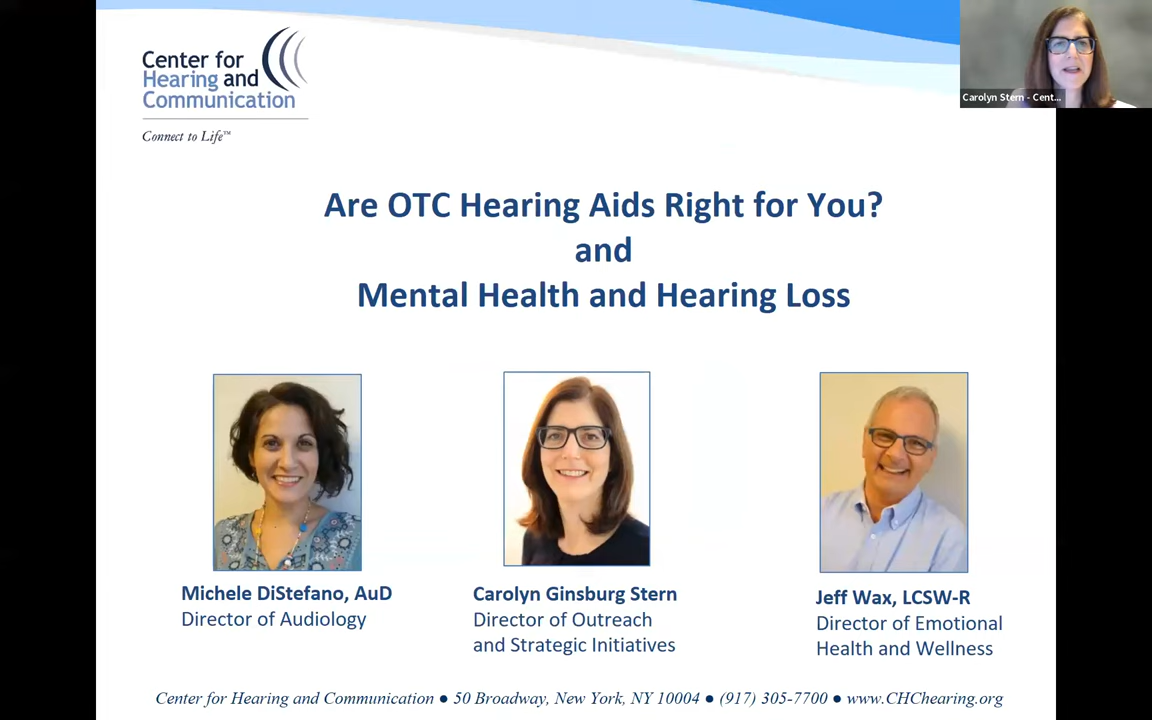 Center for
Hearing and
Communication
Connect to Life™
Carolyn Stern - Cent...
Are OTC Hearing Aids Right for You?
and
Mental Health and Hearing Loss
Michele DiStefano, AuD
Director of Audiology
Carolyn Ginsburg Stern
Director of Outreach
and Strategic Initiatives
Jeff Wax, LCSW-R
Director of Emotional
Health and Wellness
Center for Hearing and Communication ● 50 Broadway, New York, NY 10004 ● (917) 305-7700 ● www.CHChearing.org